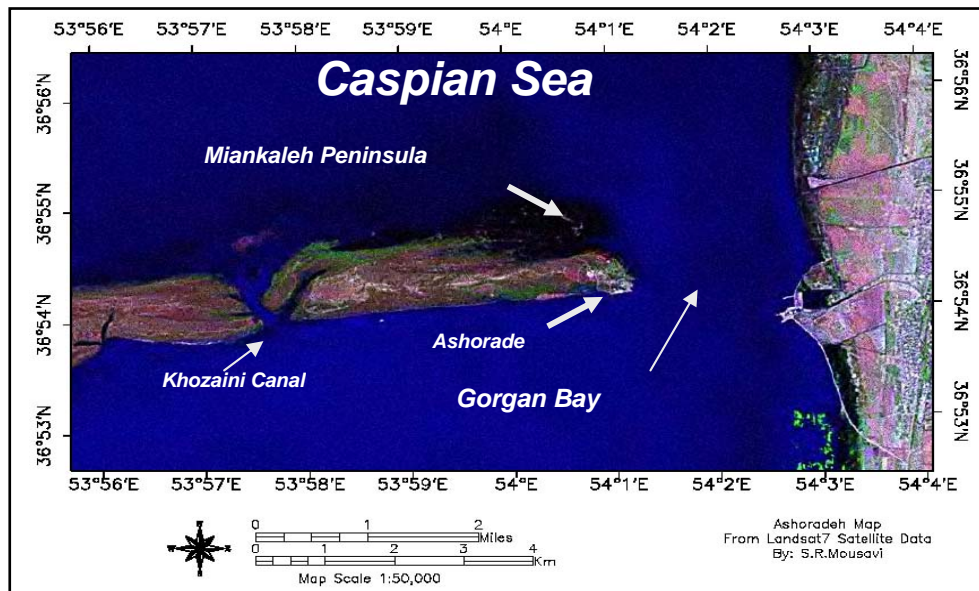 53°56'E 53°57'E 53°58'E 53°59'E 54°E 54°1'E 54°2'E 54°3'E 54°4'E
Caspian Sea
36°56'N 36°56'N
Miankaleh Peninsula
36°55'N 36°55'N
36°54'N 36°54'N
Ashorade
Khozaini Canal
Gorgan Bay
36°53'N 36°53'N
53°56'E 53°57'E 53°58'E 53°59'E 54°E 54°1'E 54°2'E 54°3'E 54°4'E
0 1 2
Miles
0 1 2 3 4
Km
Map Scale 1:50,000
Ashoradeh Map
From Landsat7 Satellite Data
By: S.R.Mousavi